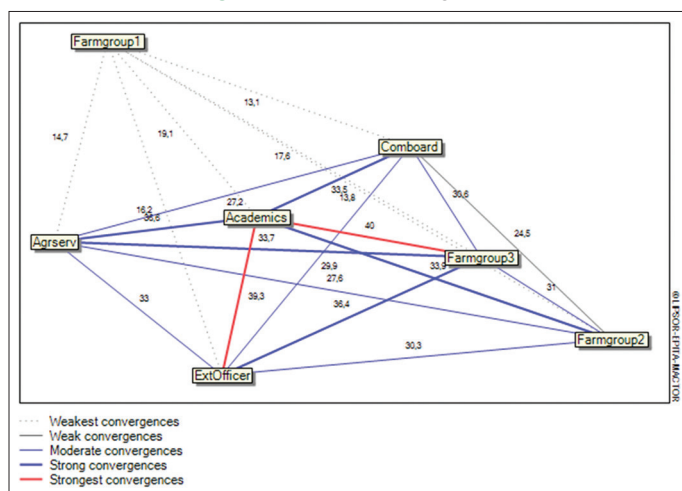 Farmgroup1
13,1
14,7
19,1
Comboard
17,6
33,5
13,8
30,6
16,2
27,2
36,6
Academics
24,5
Agrserv
33,7
40
Farmgroup3
29,9
33,9
27,6
33
39,3
36,4
31
Farmgroup2
30,3
ExtOfficer
©LIPSOR-EPITA-MACTOR
Weakest convergences
Weak convergences
Moderate convergences
Strong convergences
Strongest convergences